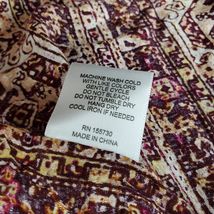 MACHINE WASH COLD
WITH LIKE COLORS
GENTLE CYCLE
DO NOT BLEACH
DO NOT TUMBLE DRY
HANG DRY
COOL IRON IF NEEDED
RN 155730
MADE IN CHINA